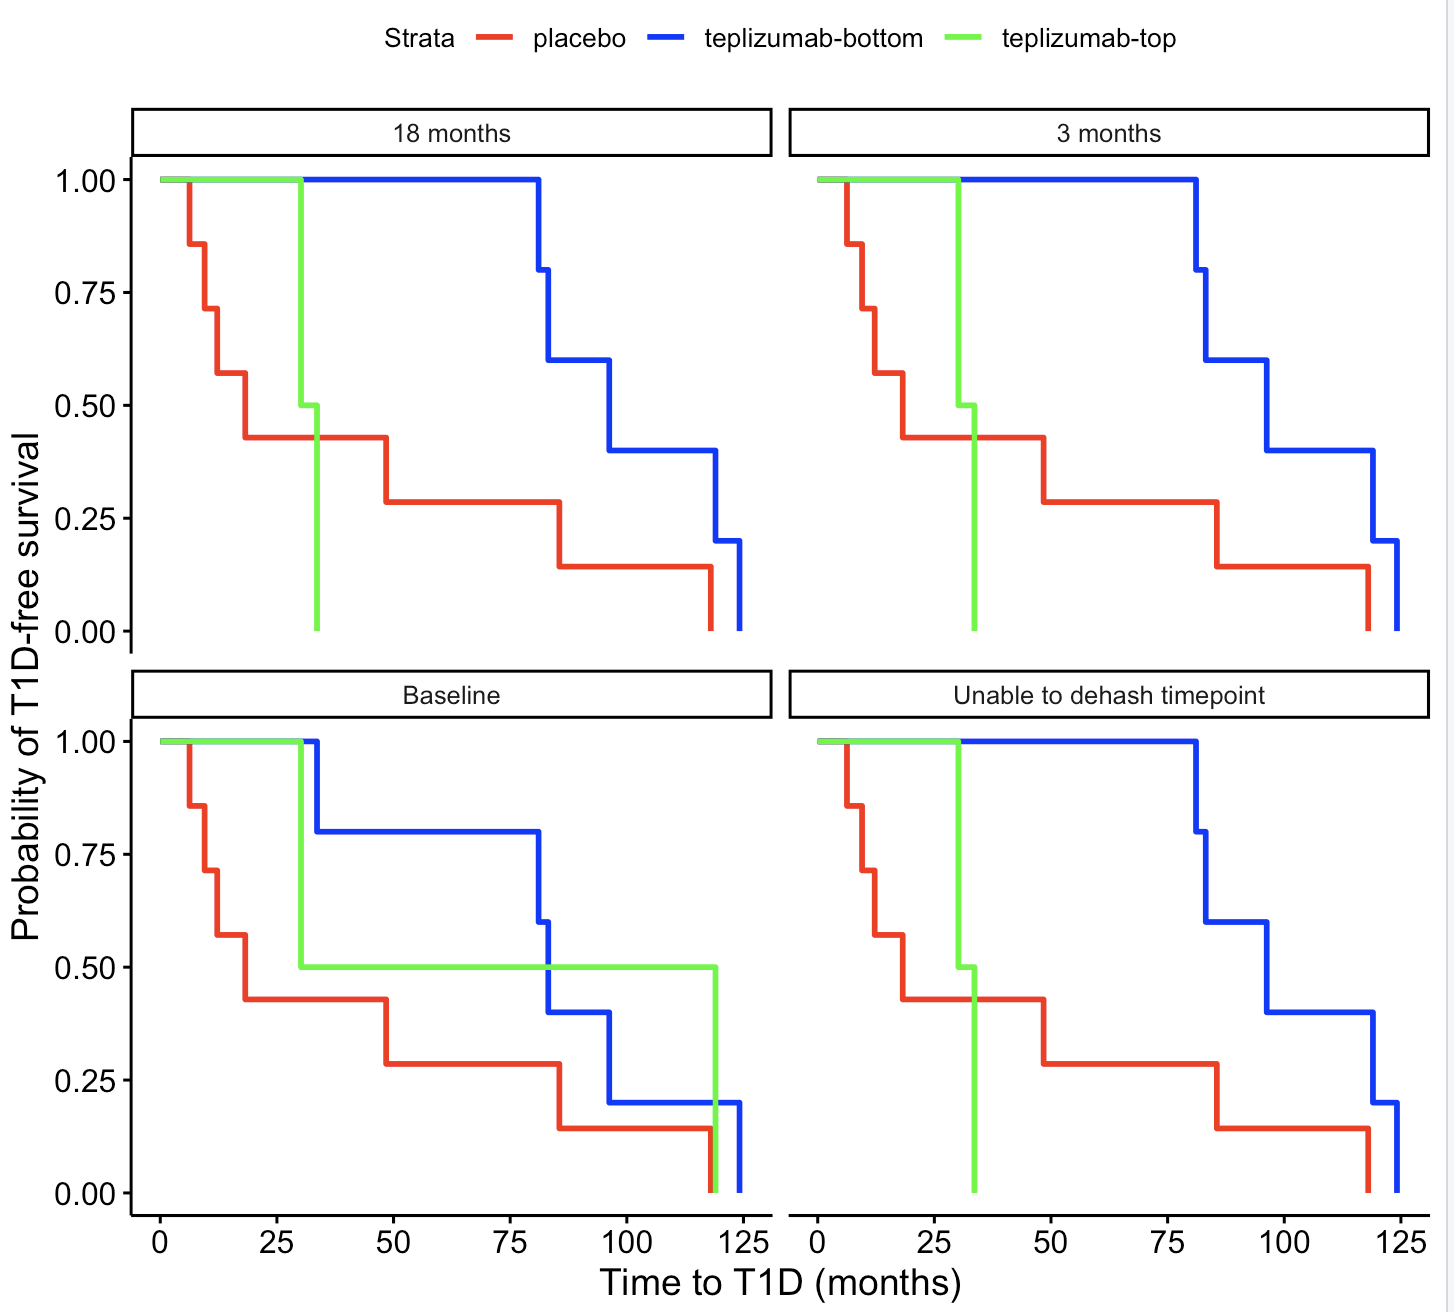 Strata placebo teplizumab-bottom teplizumab-top
18 months
3 months
1.00
0.75
0.50
0.25
0.00
Baseline
Unable to dehash timepoint
1.00
0.75
0.50
0.25
0.00
0 25 50 75 100 125
0 25 50 75 100 125
Time to T1D (months)
Probability of T1D-free survival